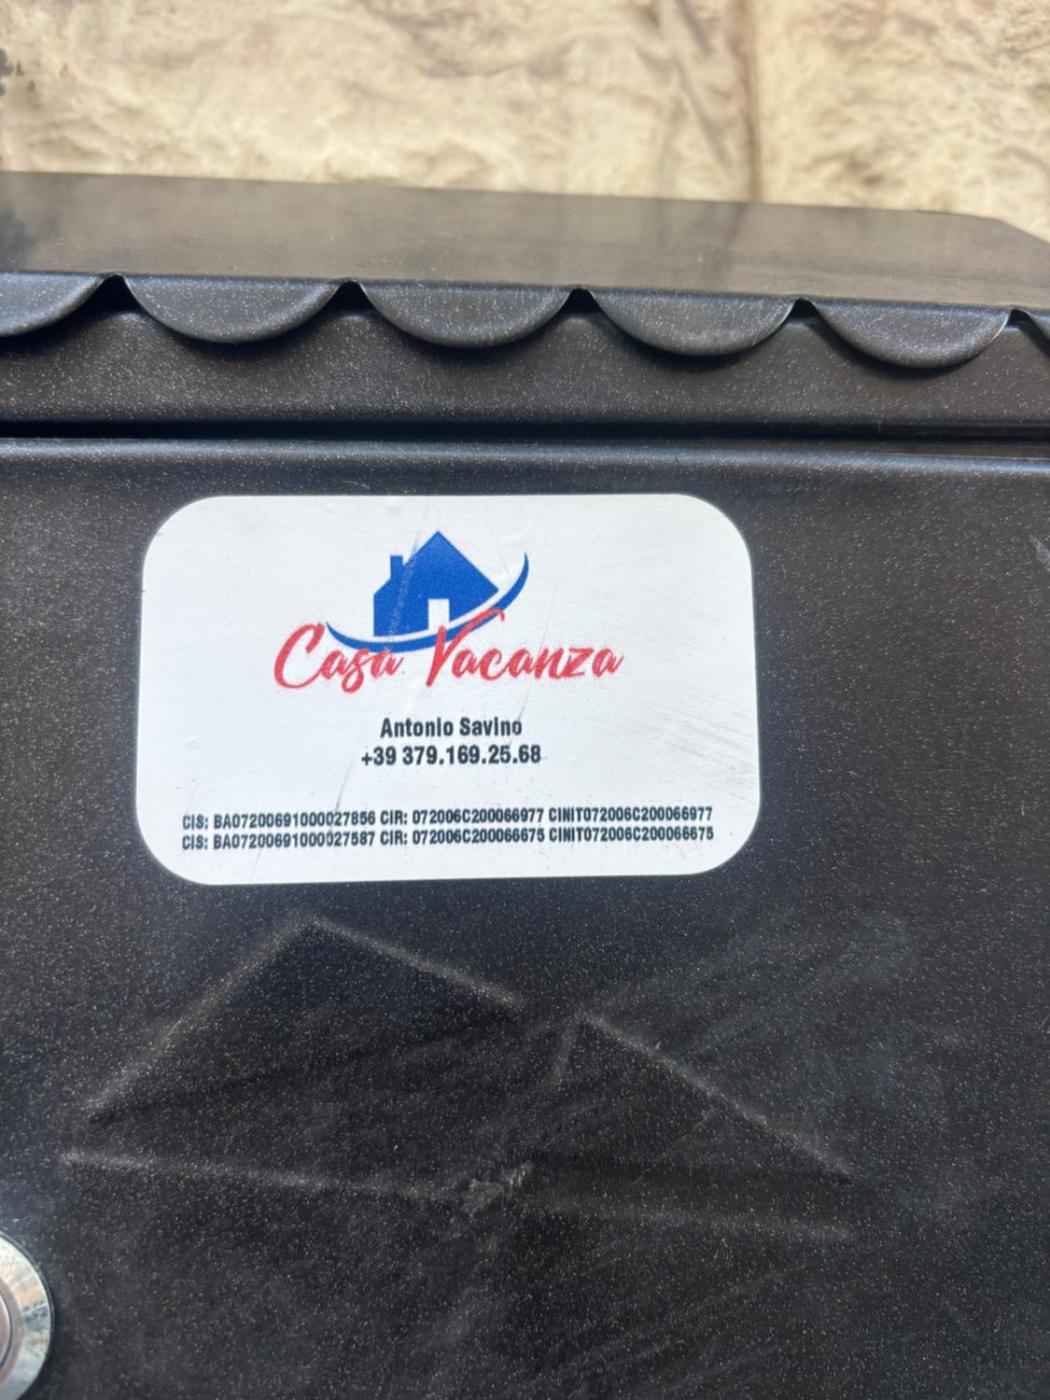 Casa Vacanza
Antonio Savino
+39 379.169.25.68
CIS: BA07200691000027856 CIR: 072006C200066977 CINIT072006C200066977
CIS: BA07200691000027587 CIR: 072006C200066675 CINIT072006C200066675